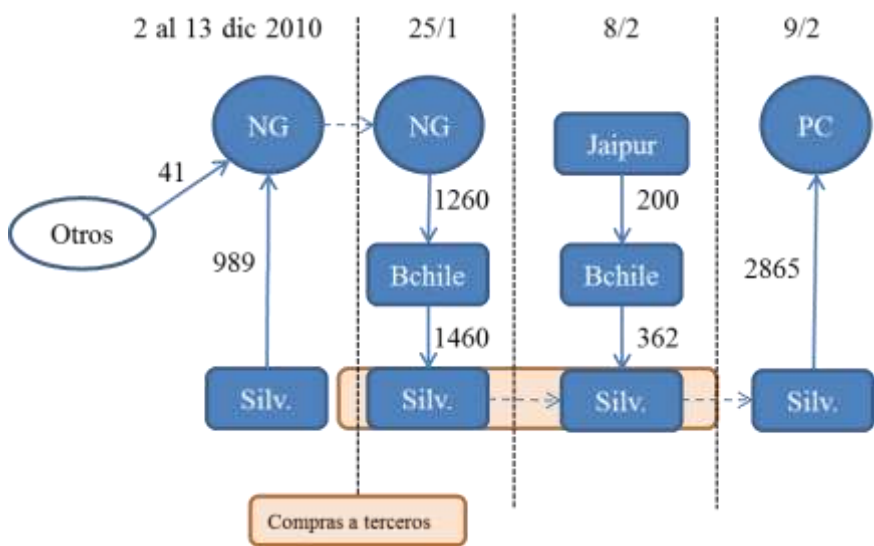 2 al 13 dic 2010
25/1
8/2
9/2
NG
NG
Jaipur
PC
41
1260
200
Otros
989
Bchile
Bchile
2865
1460
362
Silv.
Silv.
Silv.
Silv.
Compras a terceros